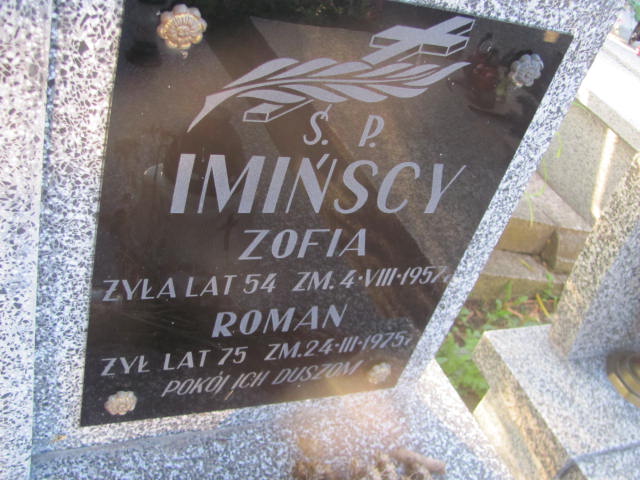 Ś. P.
IMIŃSCY
ZOFIA
ŻYŁA LAT 54 ZM. 4·VIII·1957r.
ROMAN
ŻYŁ LAT 75 ZM. 24·III·1975r.
POKÓJ ICH DUSZOM